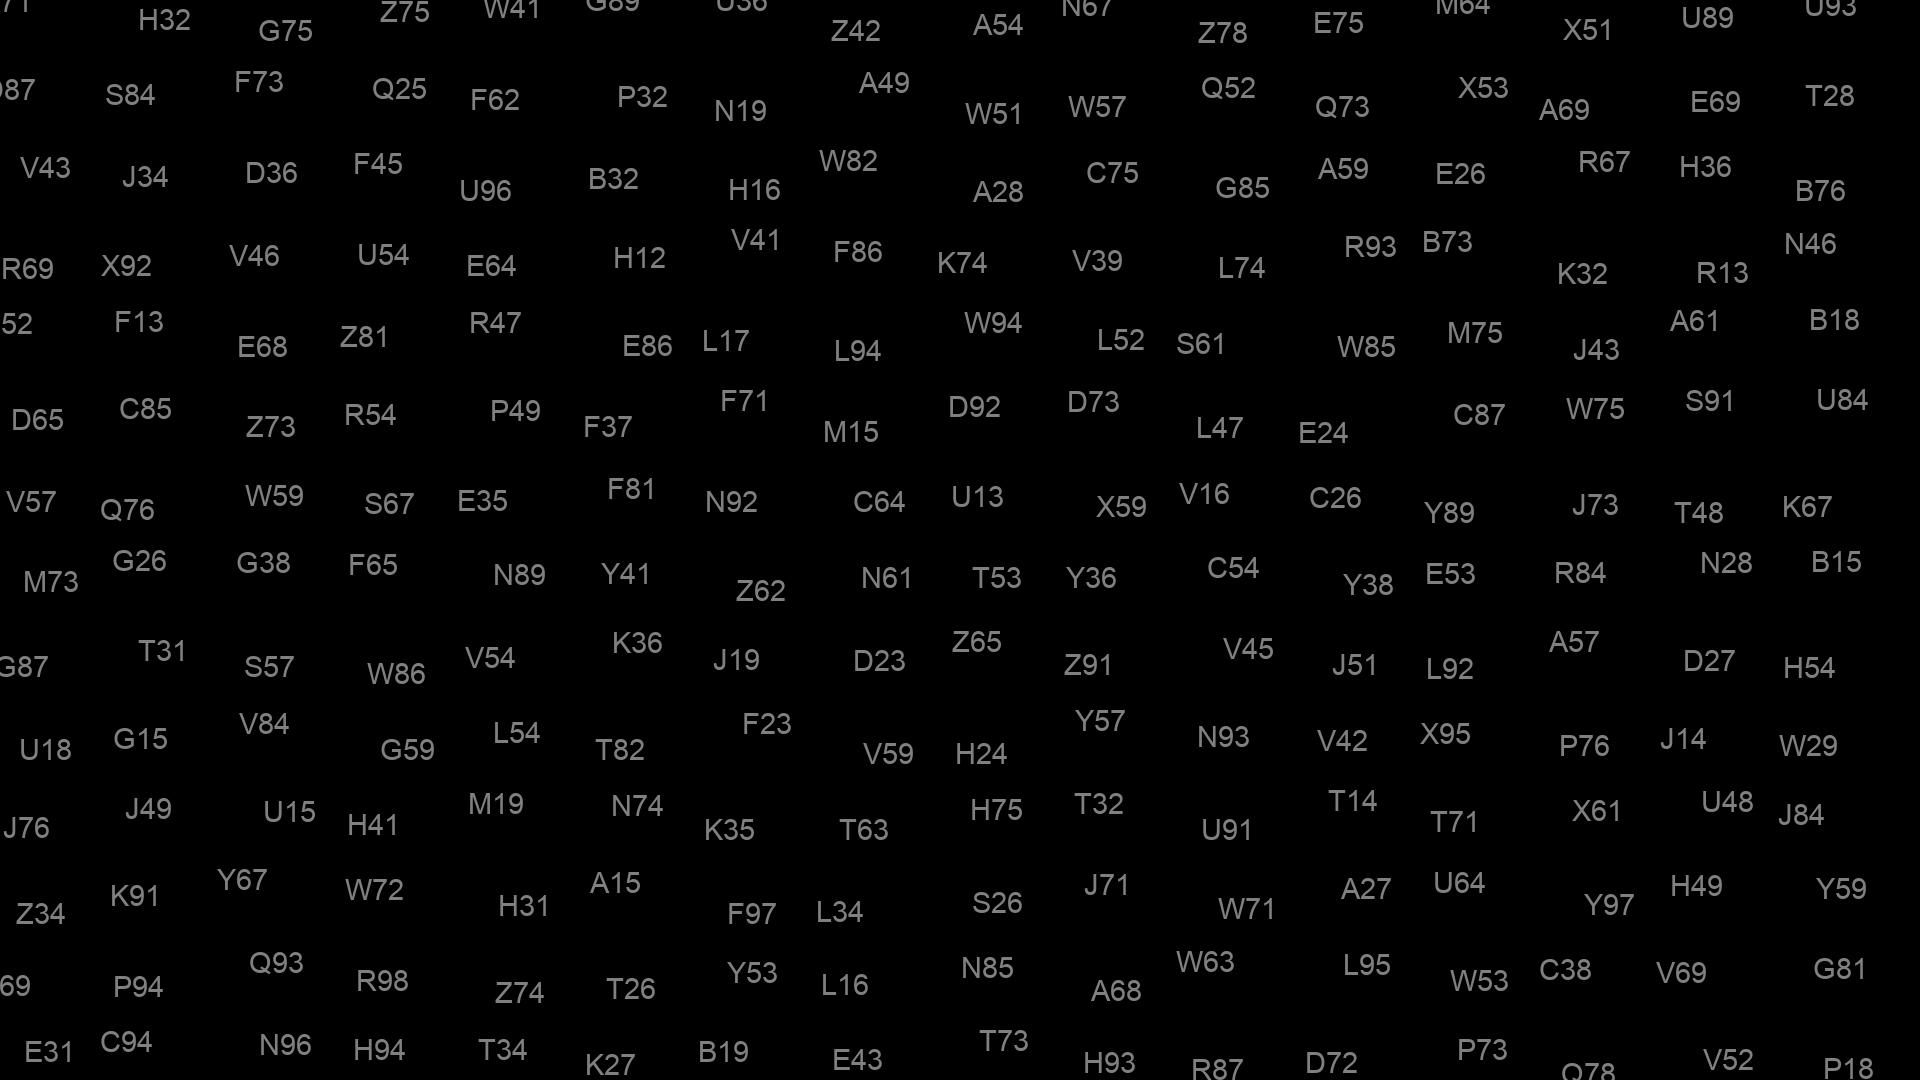 H32 G75 Z75 W41 G89 U36 Z42 A54 N67 Z78 E75 M64 X51 U89 U93
S84 F73 Q25 F62 P32 N19 A49 W51 W57 Q52 Q73 X53 A69 E69 T28
V43 J34 D36 F45 U96 B32 H16 W82 A28 C75 G85 A59 E26 R67 H36 B76
R69 X92 V46 U54 E64 H12 V41 F86 K74 V39 L74 R93 B73 K32 R13 N46
52 F13 E68 Z81 R47 E86 L17 L94 W94 L52 S61 W85 M75 J43 A61 B18
D65 C85 Z73 R54 P49 F37 F71 M15 D92 D73 L47 E24 C87 W75 S91 U84
V57 Q76 W59 S67 E35 F81 N92 C64 U13 X59 V16 C26 Y89 J73 T48 K67
M73 G26 G38 F65 N89 Y41 Z62 N61 T53 Y36 C54 Y38 E53 R84 N28 B15
G87 T31 S57 W86 V54 K36 J19 D23 Z65 Z91 V45 J51 L92 A57 D27 H54
U18 G15 V84 G59 L54 T82 F23 V59 H24 Y57 N93 V42 X95 P76 J14 W29
J76 J49 U15 H41 M19 N74 K35 T63 H75 T32 U91 T14 T71 X61 U48 J84
Z34 K91 Y67 W72 H31 A15 F97 L34 S26 J71 W71 A27 U64 Y97 H49 Y59
69 P94 Q93 R98 Z74 T26 Y53 L16 N85 A68 W63 L95 W53 C38 V69 G81
E31 C94 N96 H94 T34 K27 B19 E43 T73 H93 R87 D72 P73 Q78 V52 P18